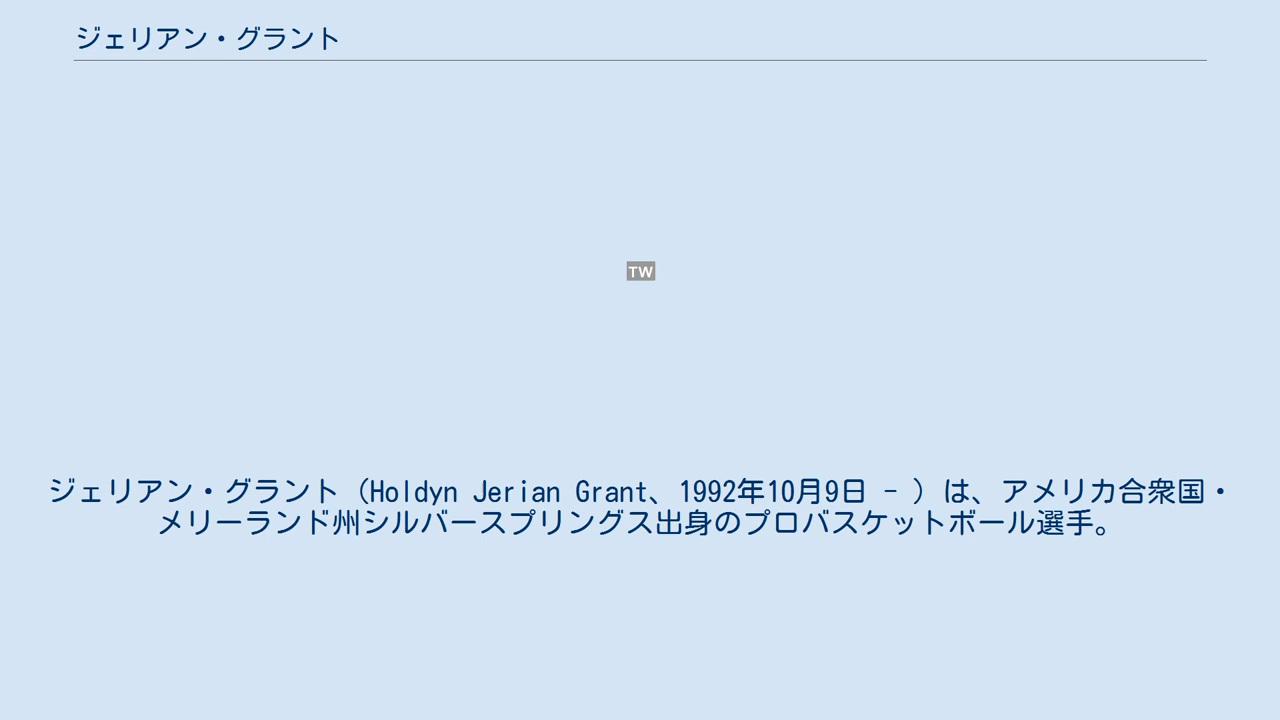 ジェリアン・グラント
TW
ジェリアン・グラント（Holdyn Jerian Grant、1992年10月9日 - ）は、アメリカ合衆国・
メリーランド州シルバースプリングス出身のプロバスケットボール選手。